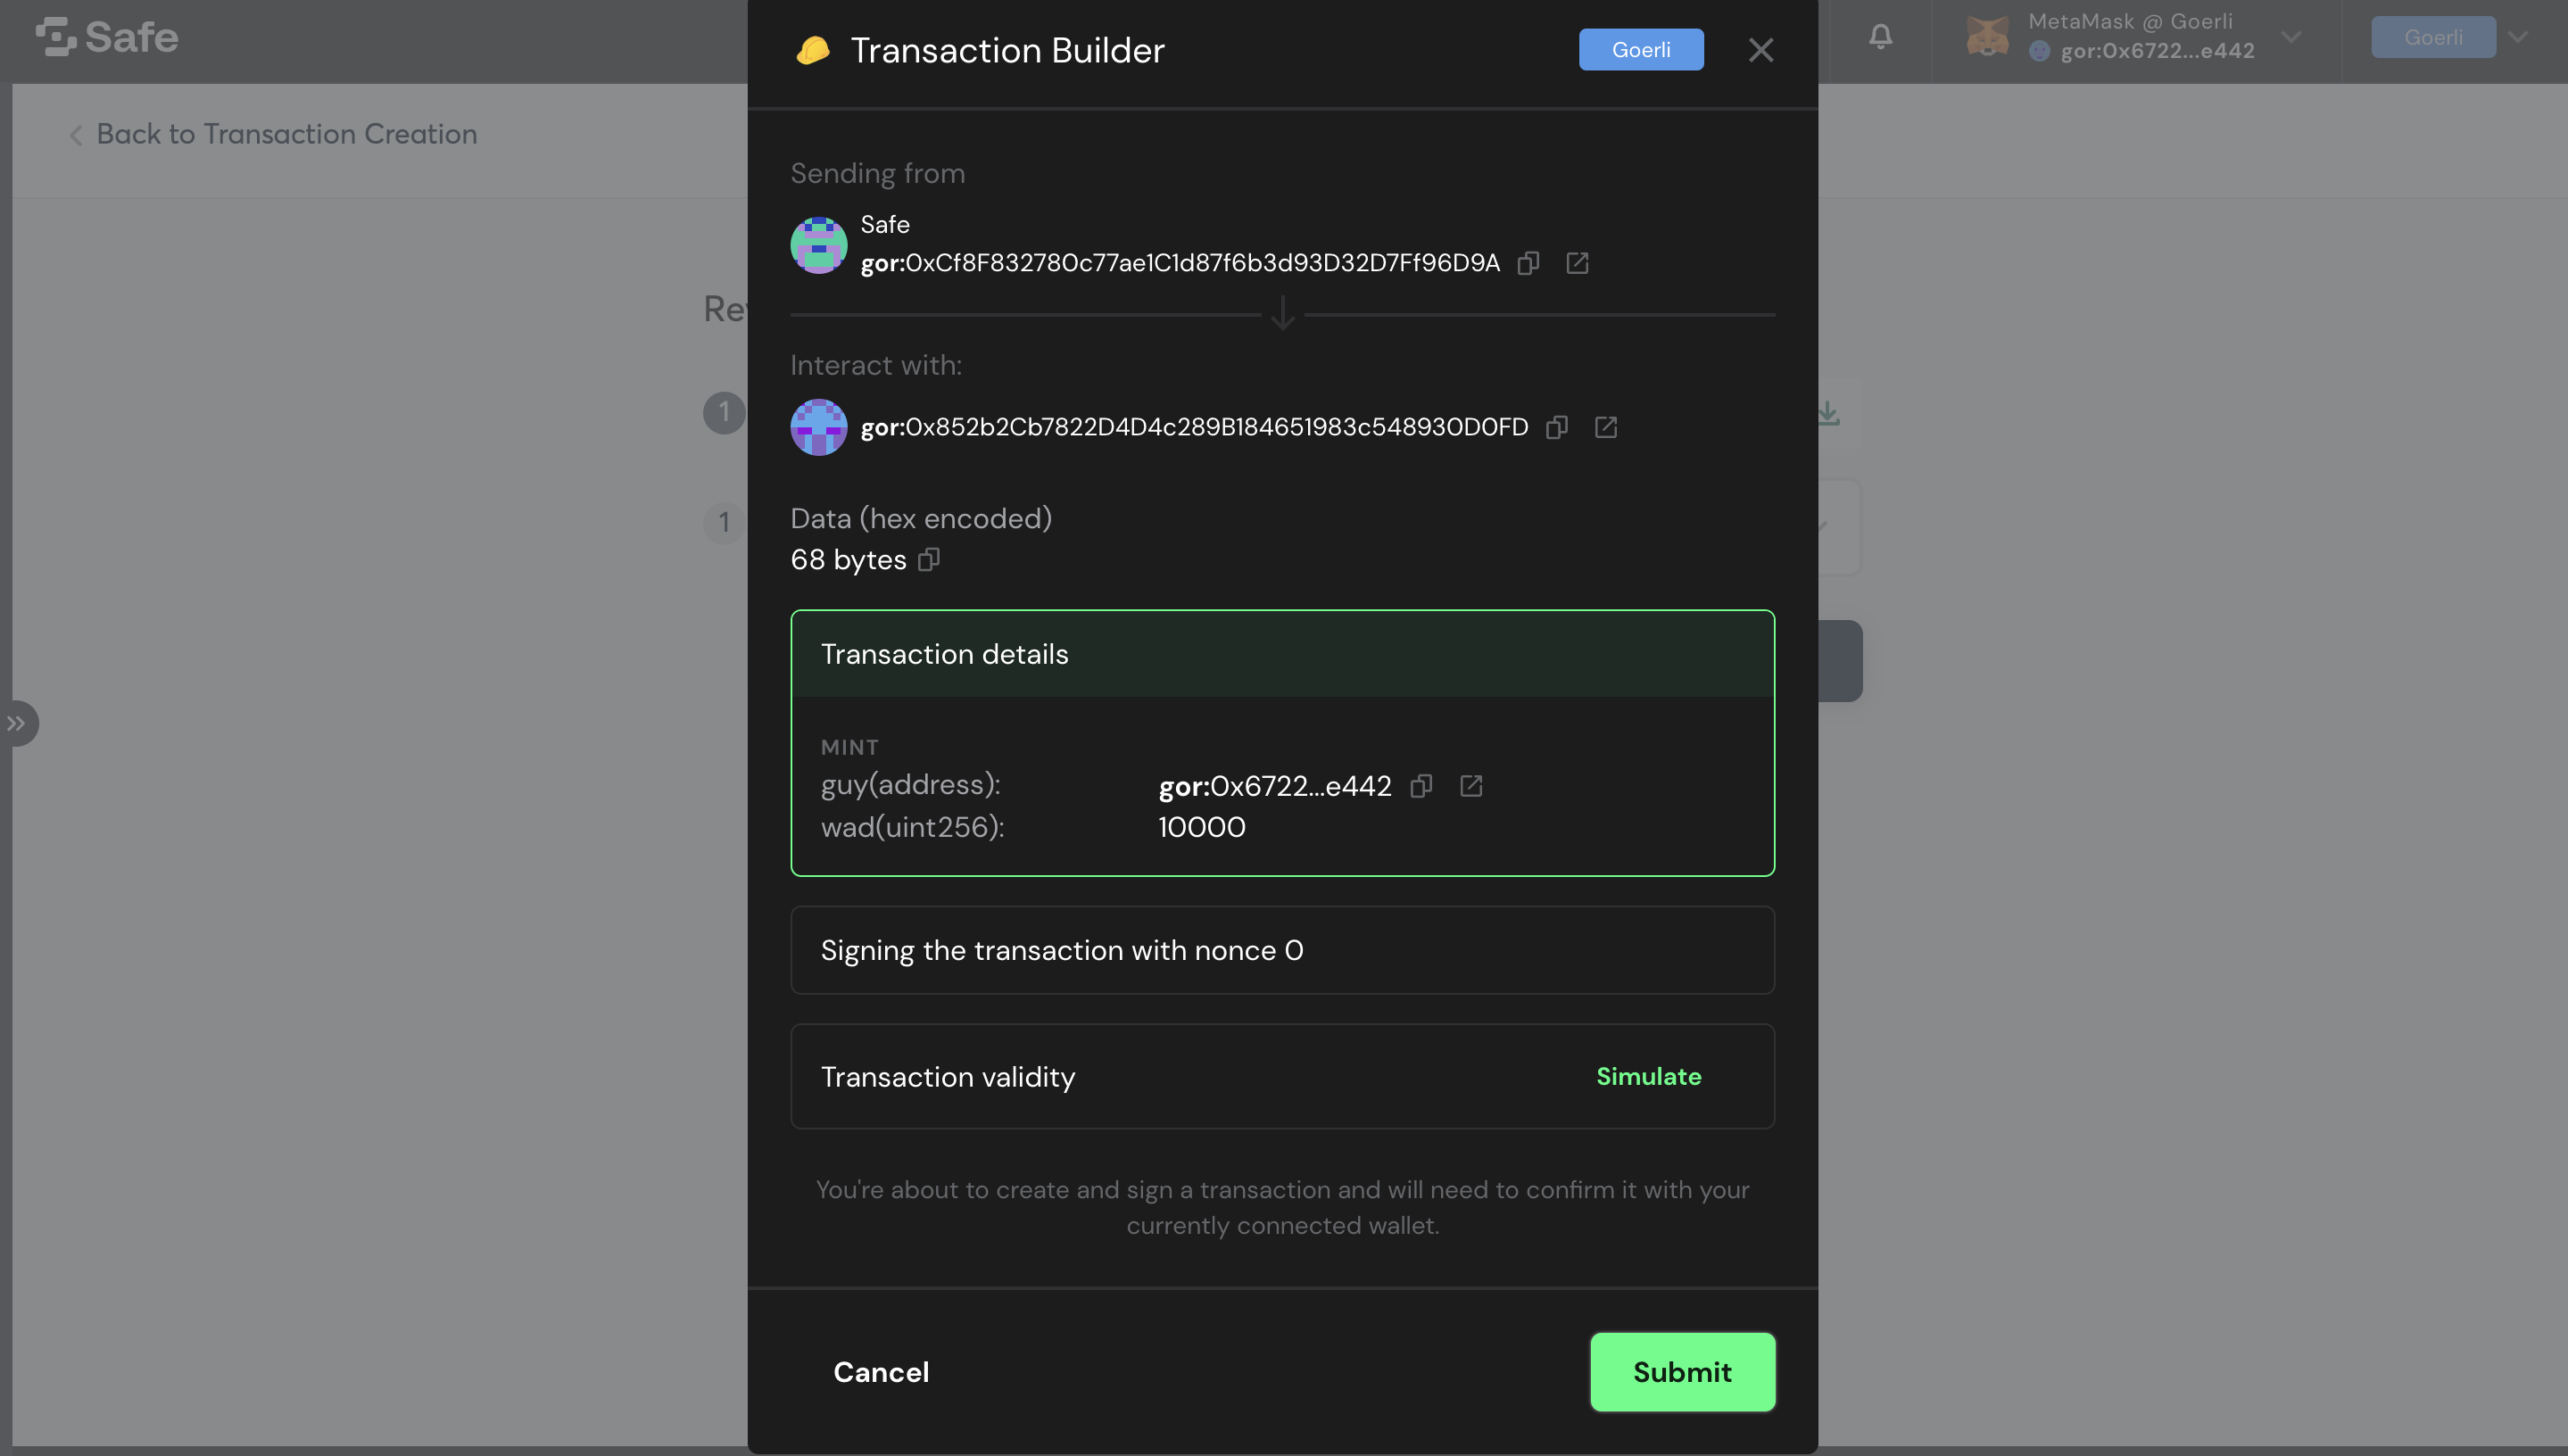 Safe
MetaMask @ Goerli
gor:0x6722...e442
Goerli
Transaction Builder
Goerli
Back to Transaction Creation
Sending from
Safe
gor:0xCf8F832780c77ae1C1d87f6b3d93D32D7Ff96D9A
Interact with:
gor:0x852b2Cb7822D4D4c289B184651983c548930D0FD
1
1
Data (hex encoded)
68 bytes
Transaction details
MINT
guy(address): gor:0x6722...e442
wad(uint256): 10000
Signing the transaction with nonce 0
Transaction validity Simulate
You're about to create and sign a transaction and will need to confirm it with your
currently connected wallet.
Cancel
Submit